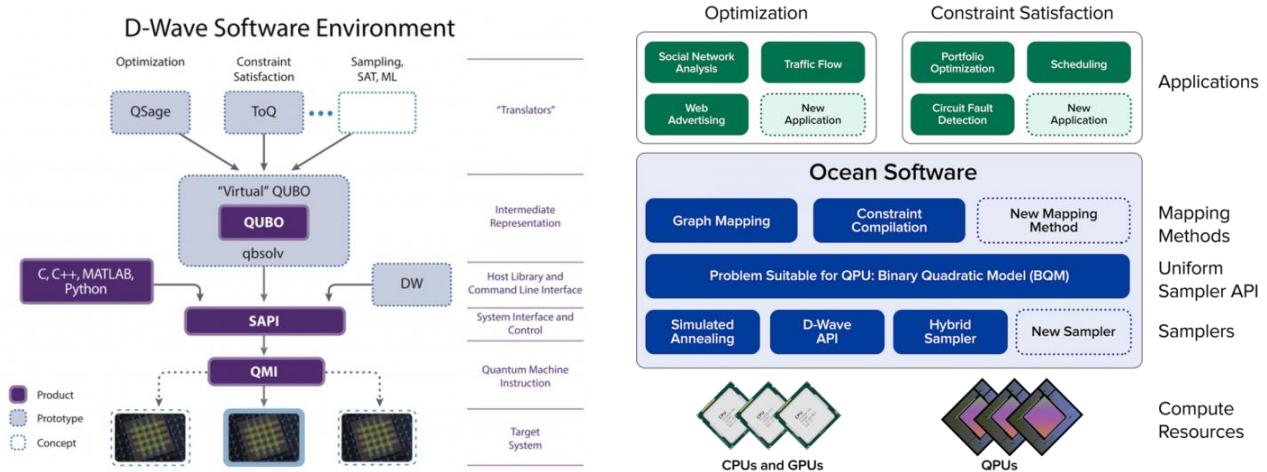 D-Wave Software Environment
Optimization
Constraint
Satisfaction
Sampling,
SAT, ML
QSage
ToQ
"Translators"
"Virtual" QUBO
QUBO
qbsolv
Intermediate
Representation
C, C++, MATLAB,
Python
DW
Host Library and
Command Line Interface
SAPI
System Interface and
Control
QMI
Quantum Machine
Instruction
Product
Prototype
Concept
Target
System
Optimization
Constraint Satisfaction
Social Network
Analysis
Traffic Flow
Web
Advertising
New
Application
Portfolio
Optimization
Scheduling
Circuit Fault
Detection
New
Application
Applications
Ocean Software
Graph Mapping
Constraint
Compilation
New Mapping
Method
Mapping
Methods
Problem Suitable for QPU: Binary Quadratic Model (BQM)
Uniform
Sampler API
Simulated
Annealing
D-Wave
API
Hybrid
Sampler
New Sampler
Samplers
CPU
CPU
CPU
CPUs and GPUs
QPUs
Compute
Resources